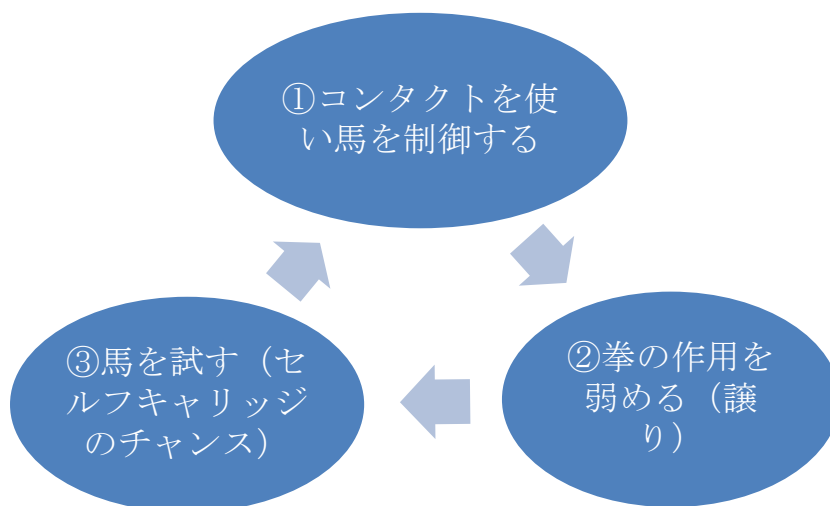 ①コンタクトを使
い馬を制御する
②拳の作用を
弱める（譲
り）
③馬を試す（セ
ルフキャリッジ
のチャンス）